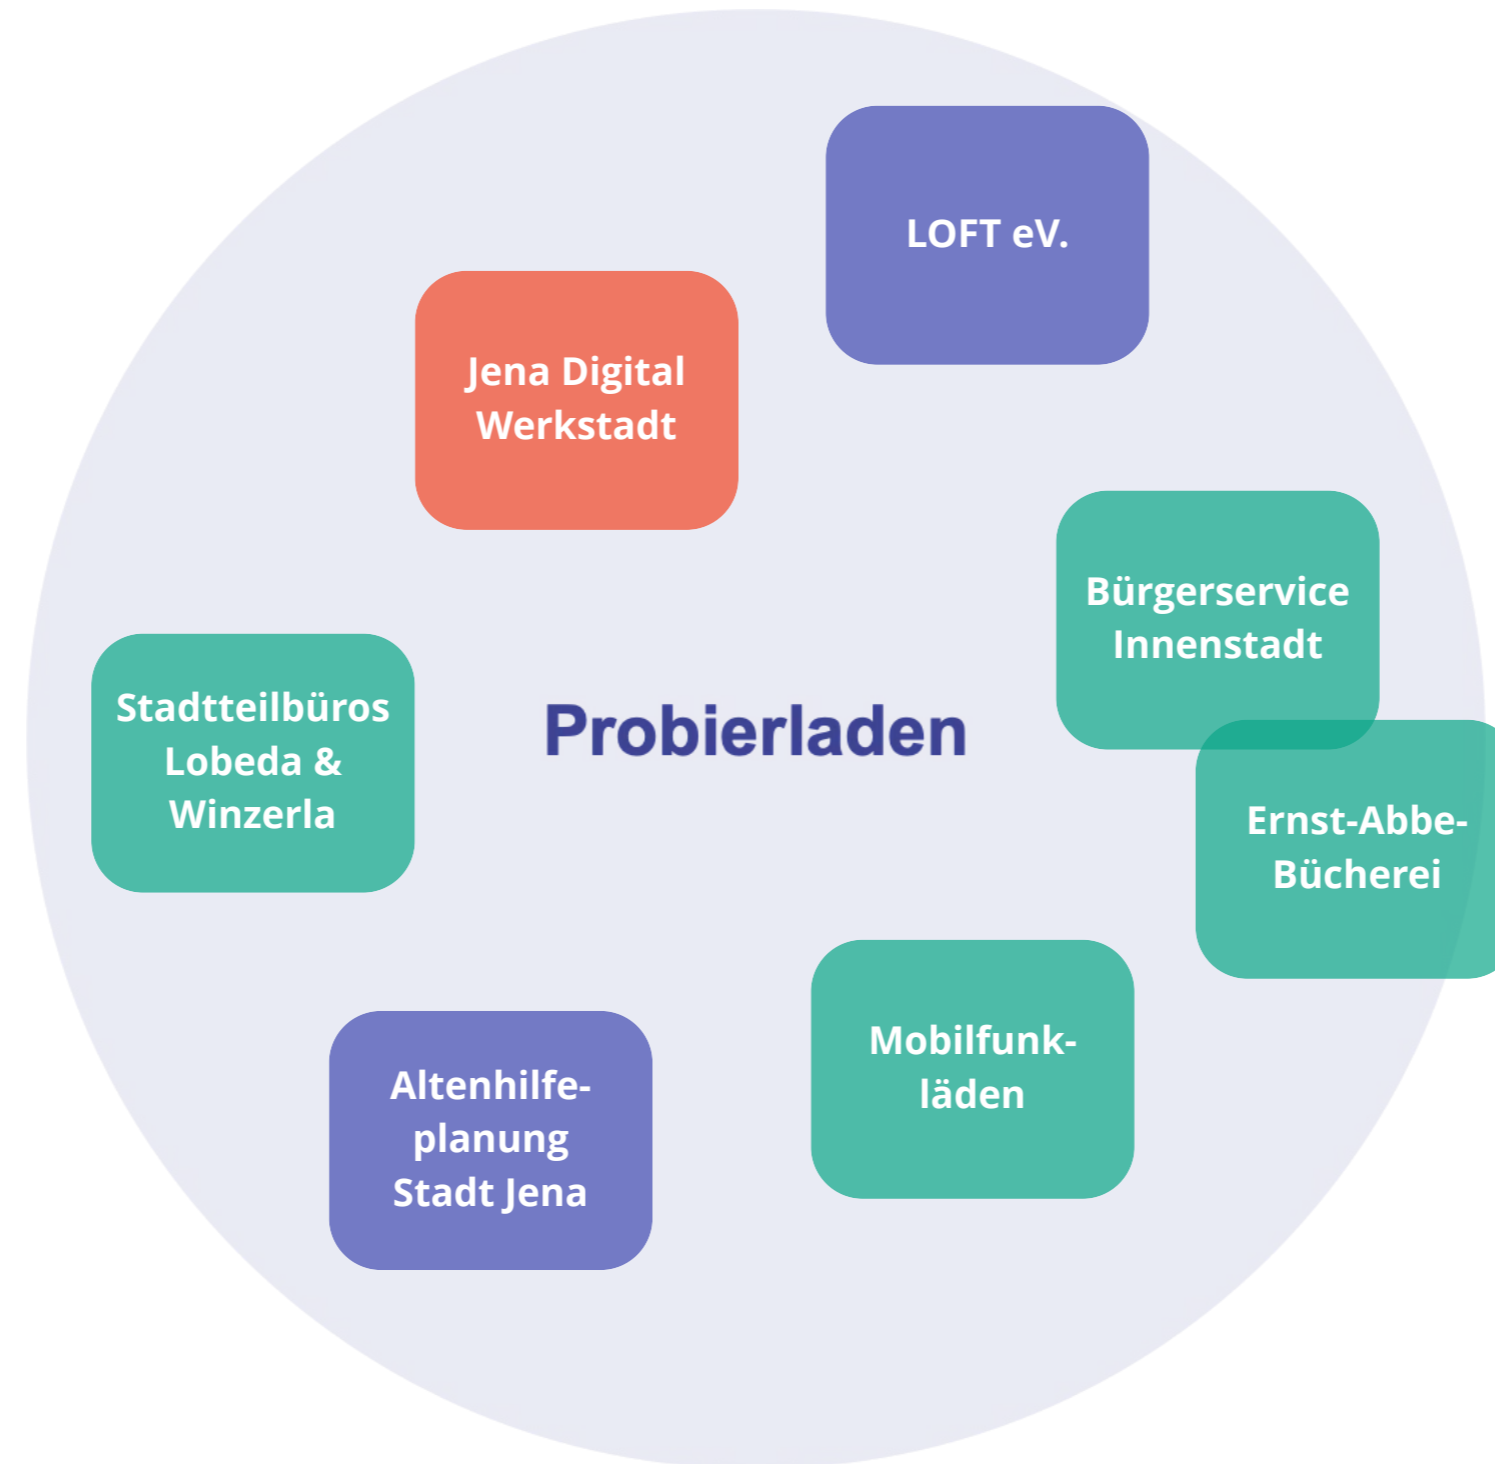 LOFT eV.
Jena Digital
Werkstadt
Bürgerservice
Innenstadt
Stadtteilbüros
Lobeda &
Winzerla
Probierladen
Ernst-Abbe-
Bücherei
Mobilfunk-
läden
Altenhilfe-
planung
Stadt Jena